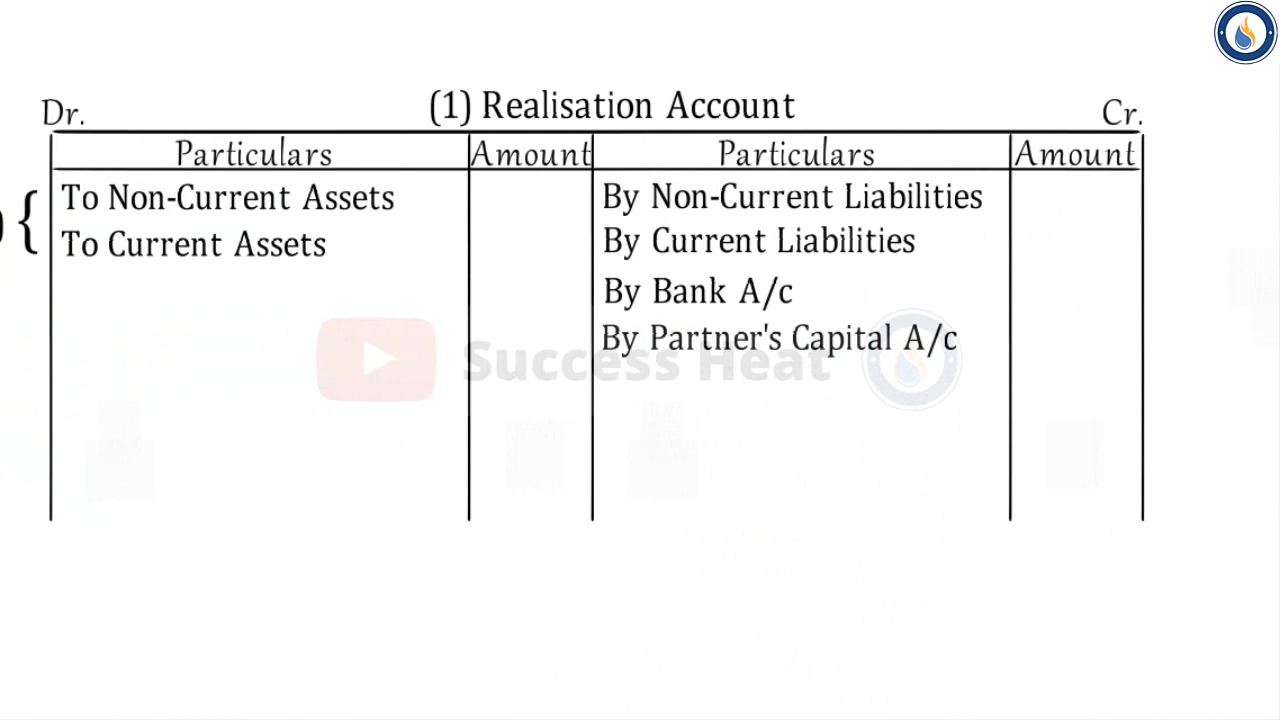 (1) Realisation Account
Dr. Cr.
Particulars Amount Particulars Amount
To Non-Current Assets By Non-Current Liabilities
To Current Assets By Current Liabilities
By Bank A/c
By Partner's Capital A/c
Success Heat